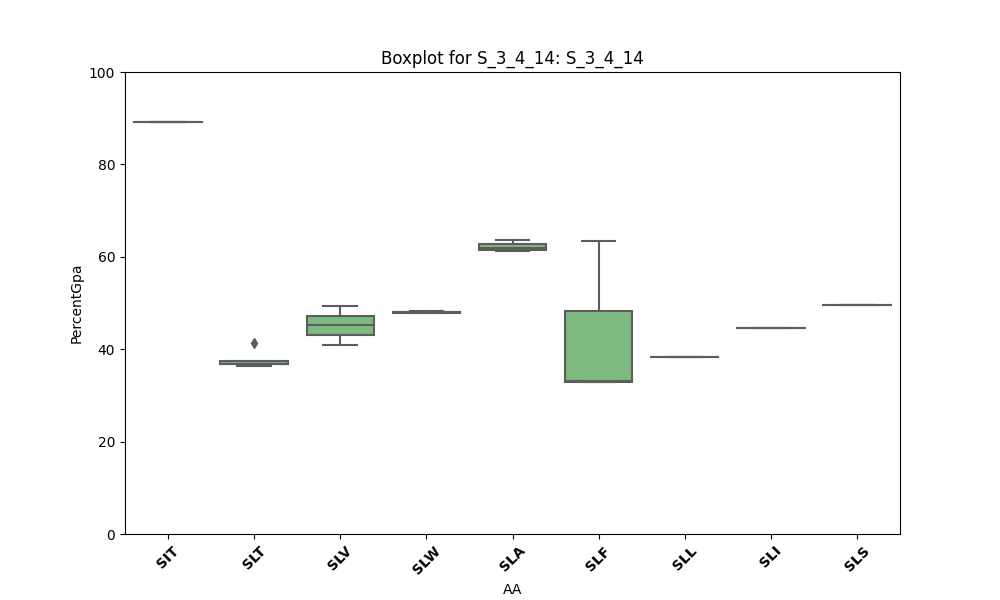 Boxplot for S_3_4_14: S_3_4_14
100
80
60
40
20
0
PercentGpa
SIT
SLT
SLV
SLW
SLA
SLF
SLL
SLI
SLS
AA